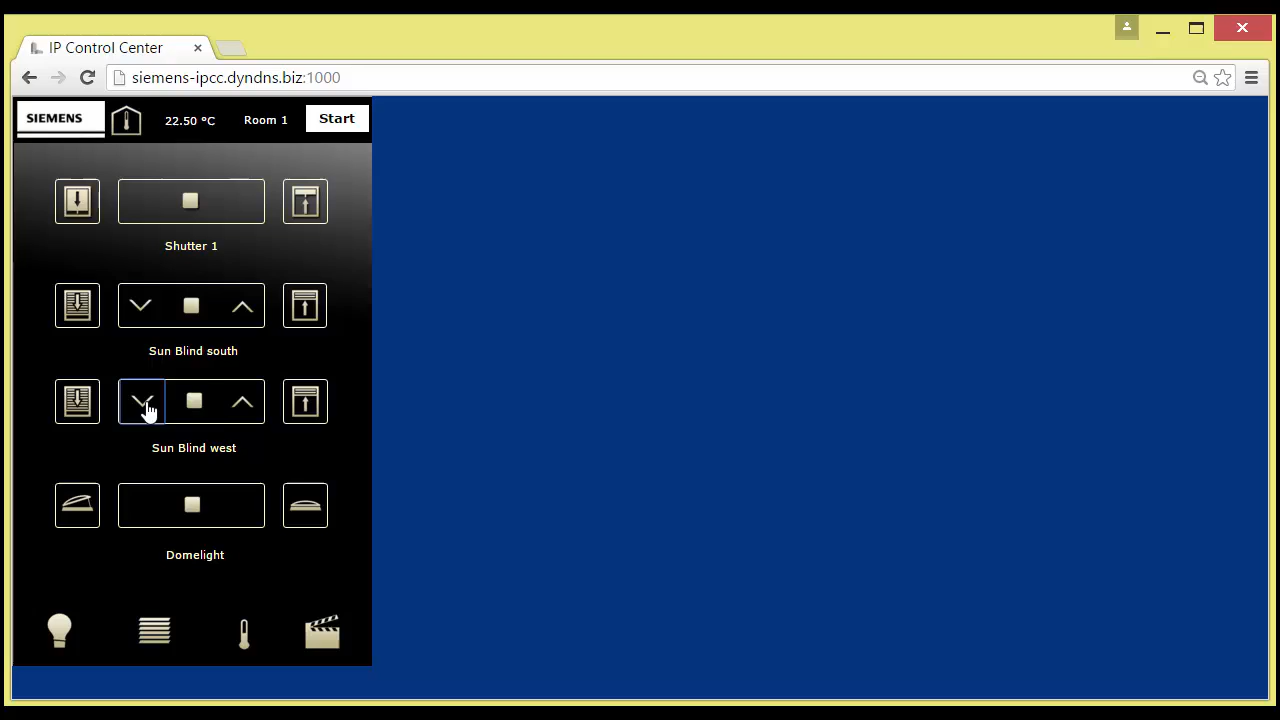 IP Control Center
siemens-ipcc.dyndns.biz:1000
SIEMENS
22.50 °C
Room 1
Start
Shutter 1
Sun Blind south
Sun Blind west
Domelight